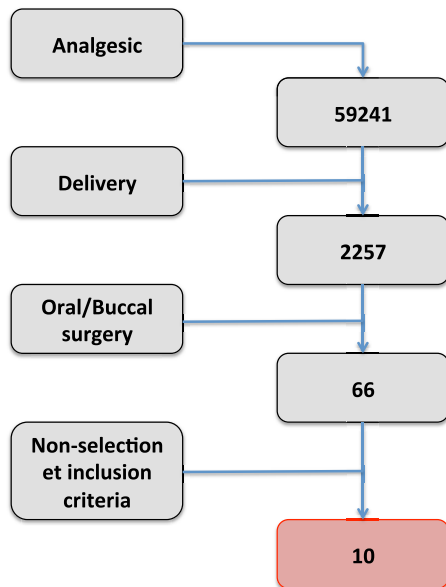 Analgesic
59241
Delivery
2257
Oral/Buccal
surgery
66
Non-selection
et inclusion
criteria
10